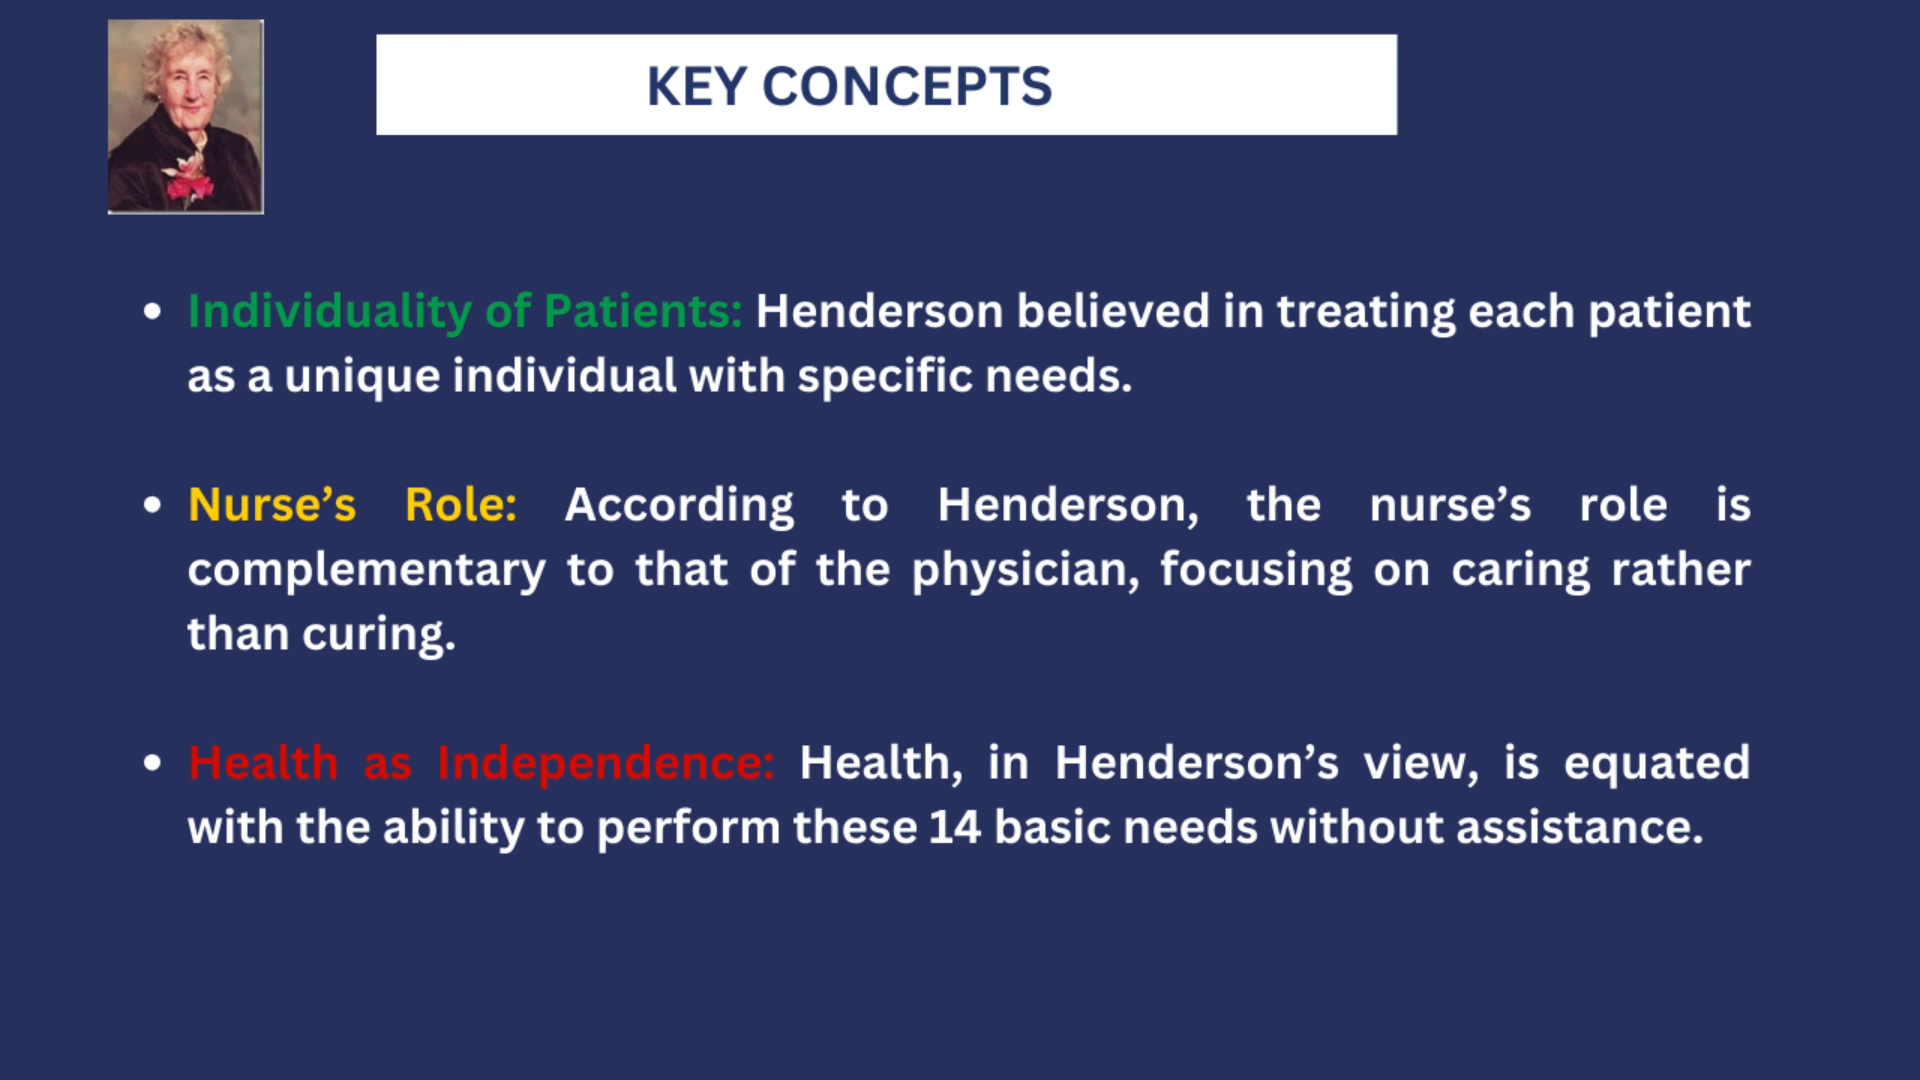 KEY CONCEPTS
• Individuality of Patients: Henderson believed in treating each patient
as a unique individual with specific needs.
• Nurse’s Role: According to Henderson, the nurse’s role is
complementary to that of the physician, focusing on caring rather
than curing.
• Health as Independence: Health, in Henderson’s view, is equated
with the ability to perform these 14 basic needs without assistance.